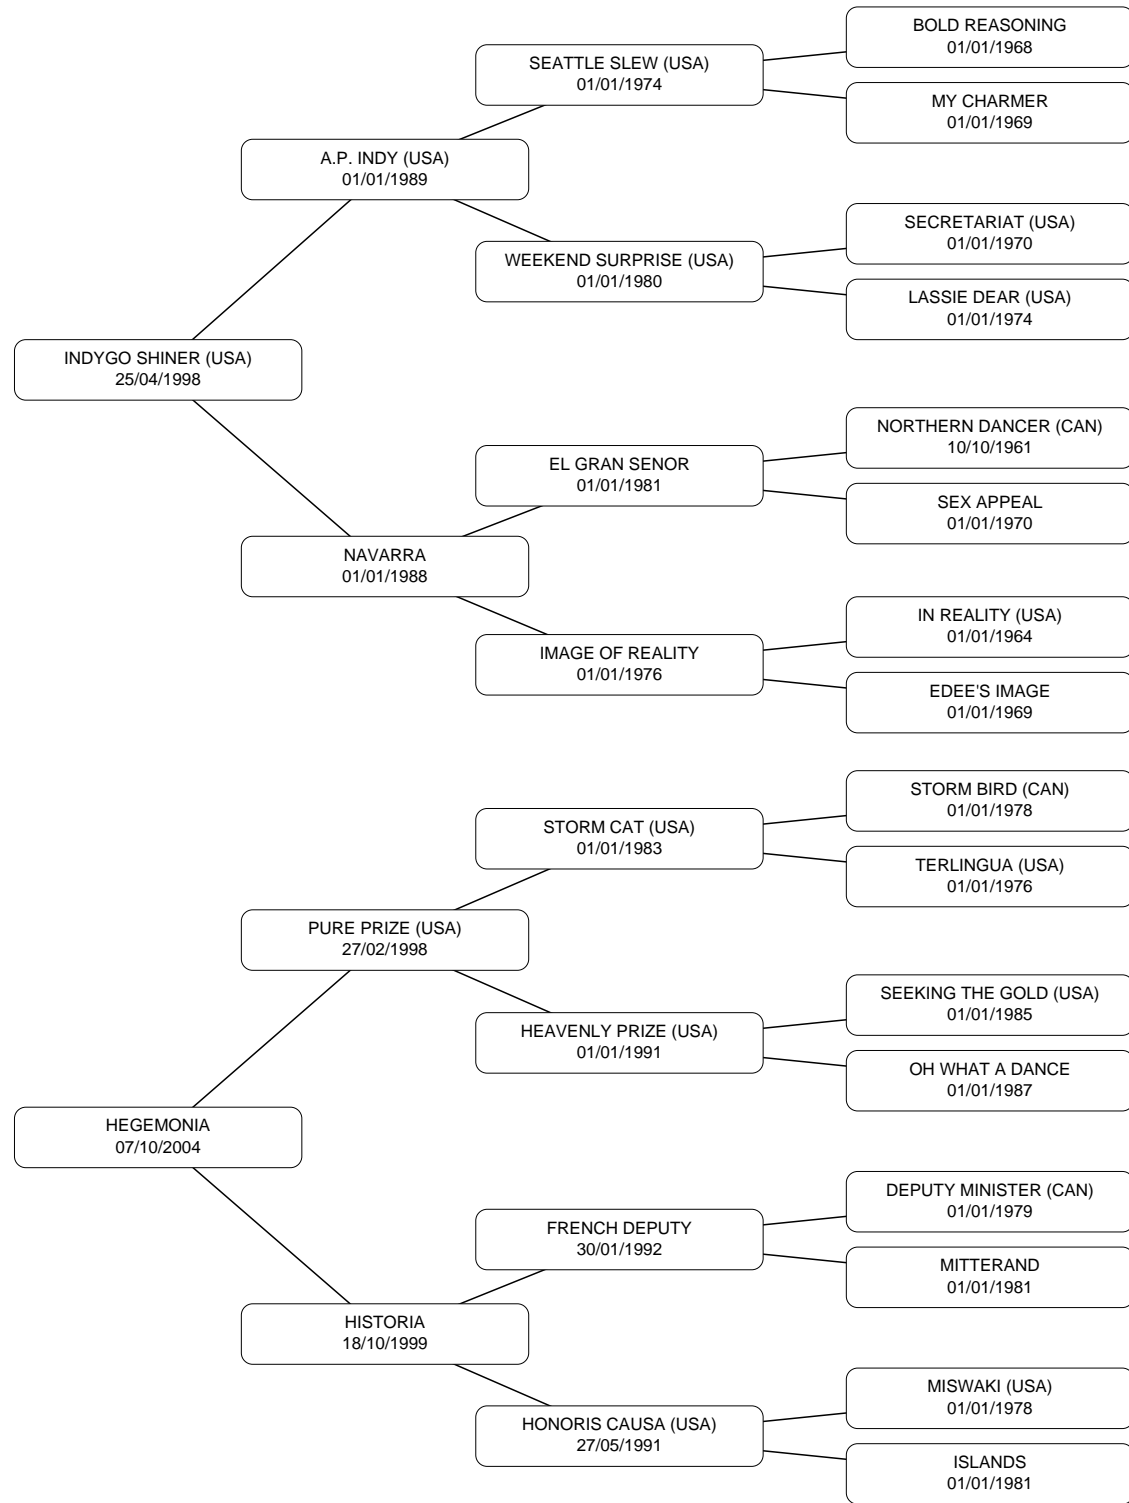 BOLD REASONING
01/01/1968
SEATTLE SLEW (USA)
01/01/1974
MY CHARMER
01/01/1969
A.P. INDY (USA)
01/01/1989
SECRETARIAT (USA)
01/01/1970
WEEKEND SURPRISE (USA)
01/01/1980
LASSIE DEAR (USA)
01/01/1974
INDYGO SHINER (USA)
25/04/1998
NORTHERN DANCER (CAN)
10/10/1961
EL GRAN SENOR
01/01/1981
SEX APPEAL
01/01/1970
NAVARRA
01/01/1988
IN REALITY (USA)
01/01/1964
IMAGE OF REALITY
01/01/1976
EDEE'S IMAGE
01/01/1969
STORM BIRD (CAN)
01/01/1978
STORM CAT (USA)
01/01/1983
TERLINGUA (USA)
01/01/1976
PURE PRIZE (USA)
27/02/1998
SEEKING THE GOLD (USA)
01/01/1985
HEAVENLY PRIZE (USA)
01/01/1991
OH WHAT A DANCE
01/01/1987
HEGEMONIA
07/10/2004
DEPUTY MINISTER (CAN)
01/01/1979
FRENCH DEPUTY
30/01/1992
MITTERAND
01/01/1981
HISTORIA
18/10/1999
MISWAKI (USA)
01/01/1978
HONORIS CAUSA (USA)
27/05/1991
ISLANDS
01/01/1981